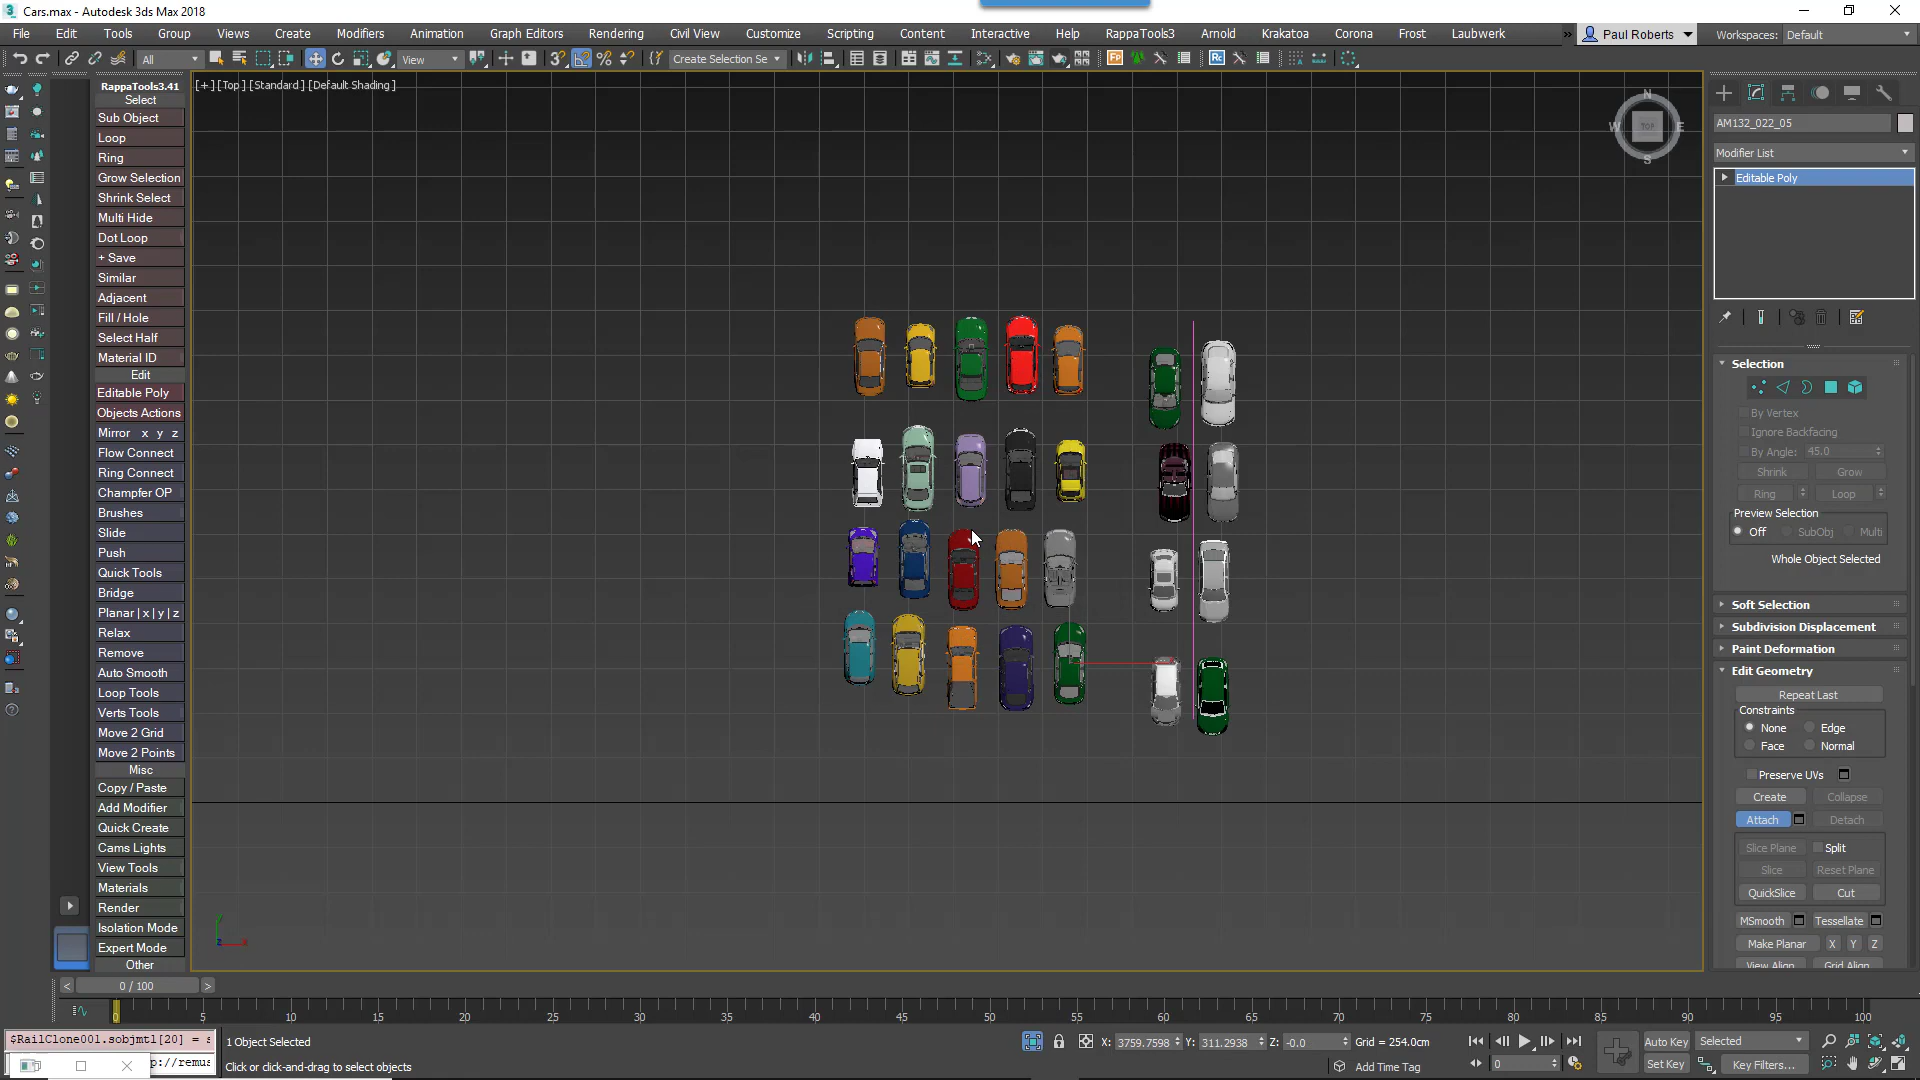 Cars.max - Autodesk 3ds Max 2018
File Edit Tools Group Views Create Modifiers Animation Graph Editors Rendering Civil View Customize Scripting Content Interactive Help RappaTools3 Arnold Krakatoa Corona Frost Laubwerk » Paul Roberts Workspaces: Default
All View Create Selection Se
[+] [Top] [Standard] [Default Shading]
RappaTools3.41
Select
Sub Object
Loop
Ring
Grow Selection
Shrink Select
Multi Hide
Dot Loop
+ Save
Similar
Adjacent
Fill / Hole
Select Half
Material ID
Edit
Editable Poly
Objects Actions
Mirror x y z
Flow Connect
Ring Connect
Champfer OP
Brushes
Slide
Push
Quick Tools
Bridge
Planar | x | y | z
Relax
Remove
Auto Smooth
Loop Tools
Verts Tools
Move 2 Grid
Move 2 Points
Misc
Copy / Paste
Add Modifier
Quick Create
Cams Lights
View Tools
Materials
Render
Isolation Mode
Expert Mode
Other
N
W TOP E
S
AM132_022_05
Modifier List
Editable Poly
Selection
By Vertex
Ignore Backfacing
By Angle: 45.0
Shrink Grow
Ring Loop
Preview Selection
Off SubObj Multi
Whole Object Selected
Soft Selection
Subdivision Displacement
Paint Deformation
Edit Geometry
Repeat Last
Constraints
None Edge
Face Normal
Preserve UVs
Create Collapse
Attach Detach
Slice Plane Split
Slice Reset Plane
QuickSlice Cut
MSmooth Tessellate
Make Planar X Y Z
View Align Grid Align
< 0 / 100 >
0 5 10 15 20 25 30 35 40 45 50 55 60 65 70 75 80 85 90 95 100
$RailClone001.sobjmtl[20] = s
p://remus
1 Object Selected
Click or click-and-drag to select objects
X: 3759.7598 Y: 311.2938 Z: -0.0 Grid = 254.0cm
Add Time Tag
0
Auto Key Selected
Set Key Key Filters...